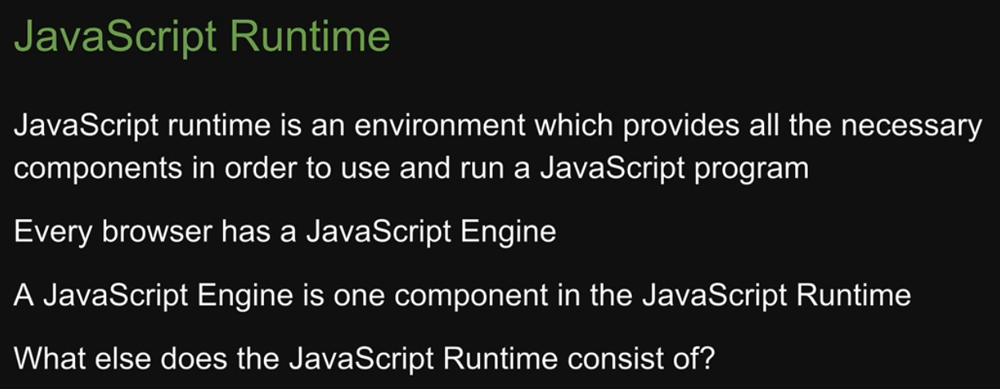 JavaScript Runtime
JavaScript runtime is an environment which provides all the necessary
components in order to use and run a JavaScript program
Every browser has a JavaScript Engine
A JavaScript Engine is one component in the JavaScript Runtime
What else does the JavaScript Runtime consist of?